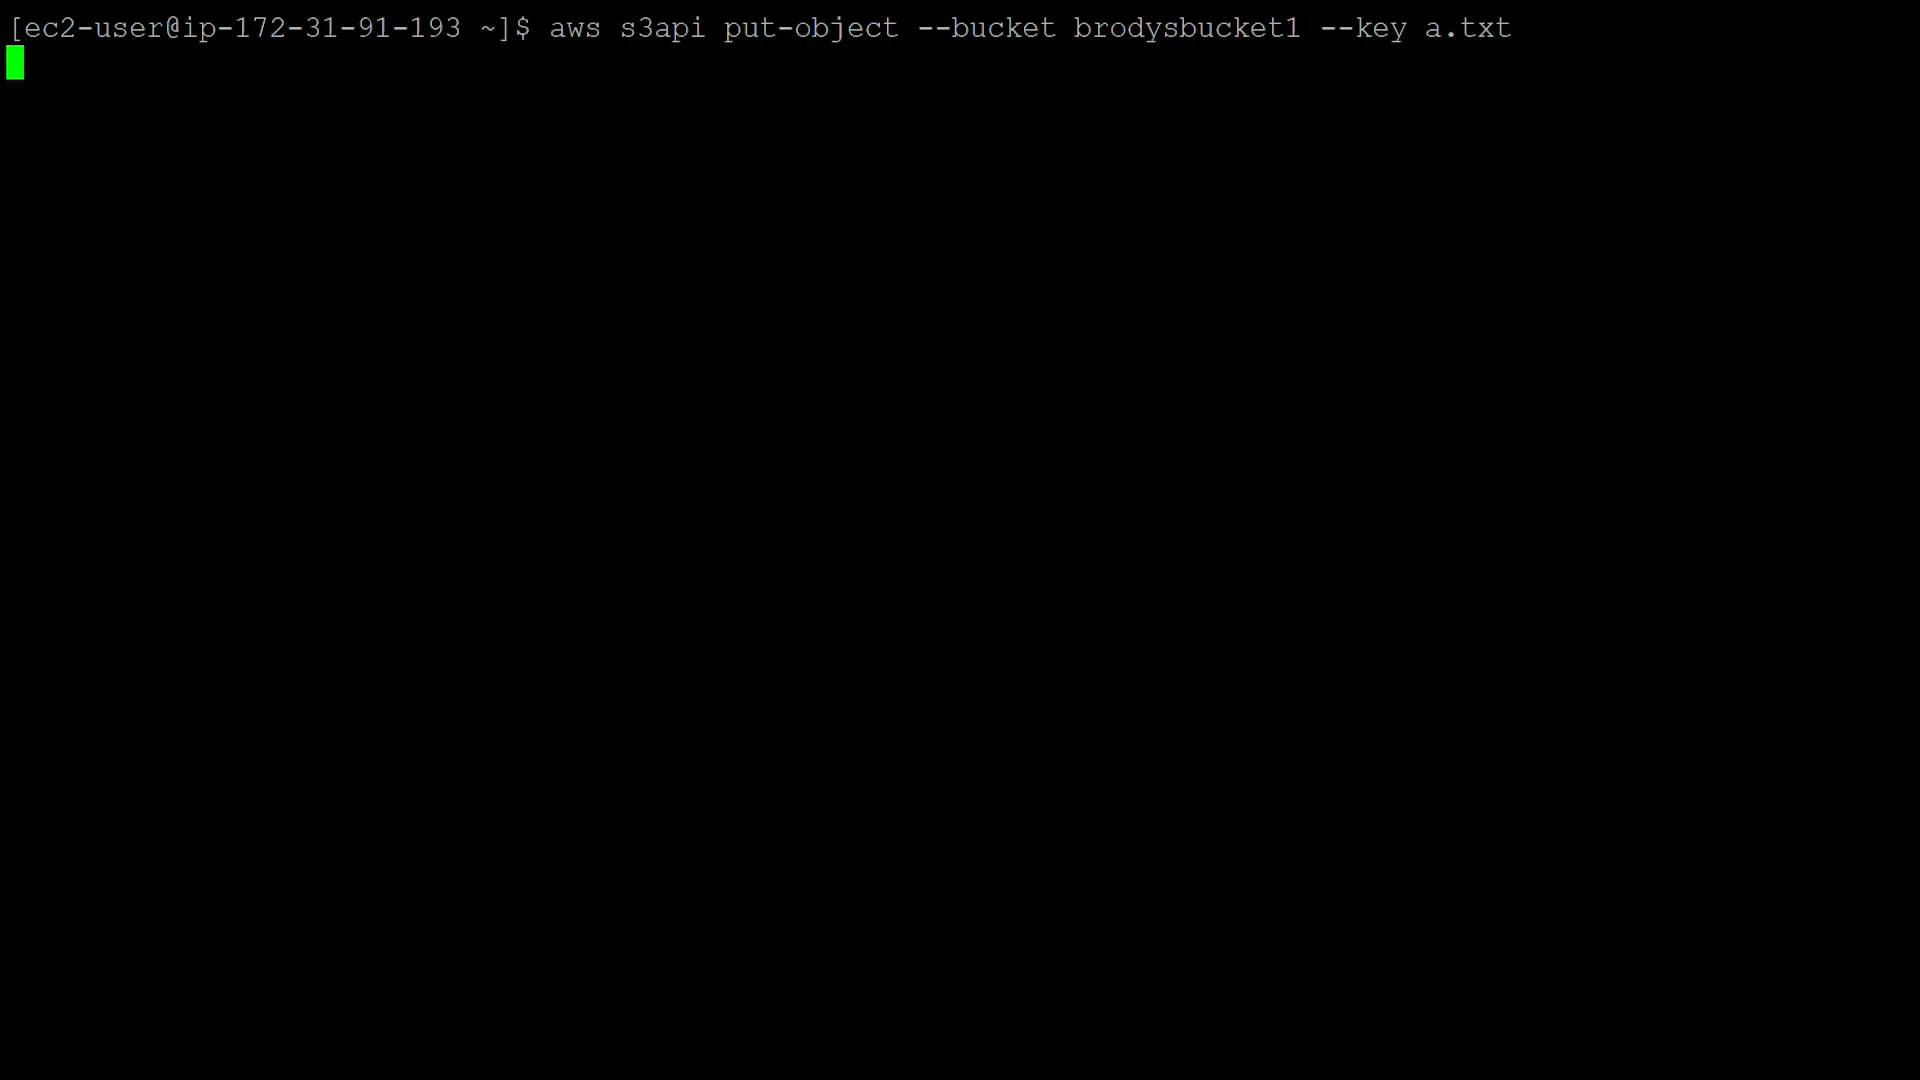 [ec2-user@ip-172-31-91-193 ~]$ aws s3api put-object --bucket brodysbucket1 --key a.txt